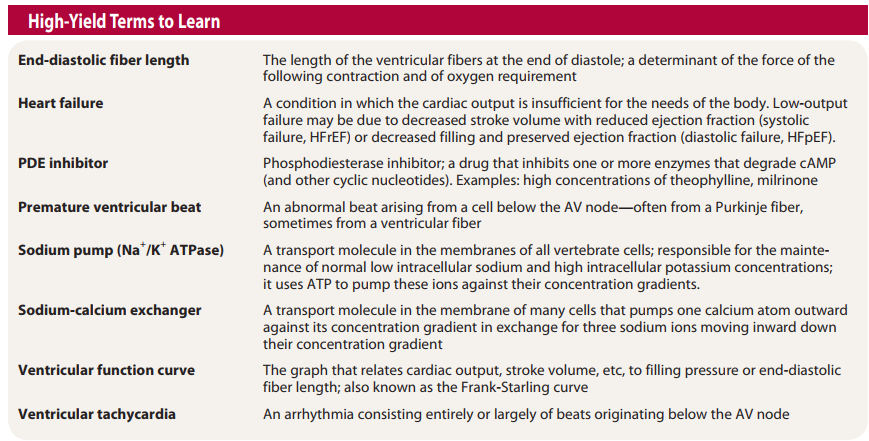 High-Yield Terms to Learn
End-diastolic fiber length The length of the ventricular fibers at the end of diastole; a determinant of the force of the
following contraction and of oxygen requirement
Heart failure A condition in which the cardiac output is insufficient for the needs of the body. Low-output
failure may be due to decreased stroke volume with reduced ejection fraction (systolic
failure, HFrEF) or decreased filling and preserved ejection fraction (diastolic failure, HFpEF).
PDE inhibitor Phosphodiesterase inhibitor; a drug that inhibits one or more enzymes that degrade cAMP
(and other cyclic nucleotides). Examples: high concentrations of theophylline, milrinone
Premature ventricular beat An abnormal beat arising from a cell below the AV node—often from a Purkinje fiber,
sometimes from a ventricular fiber
Sodium pump (Na⁺/K⁺ ATPase) A transport molecule in the membranes of all vertebrate cells; responsible for the mainte-
nance of normal low intracellular sodium and high intracellular potassium concentrations;
it uses ATP to pump these ions against their concentration gradients.
Sodium-calcium exchanger A transport molecule in the membrane of many cells that pumps one calcium atom outward
against its concentration gradient in exchange for three sodium ions moving inward down
their concentration gradient
Ventricular function curve The graph that relates cardiac output, stroke volume, etc, to filling pressure or end-diastolic
fiber length; also known as the Frank-Starling curve
Ventricular tachycardia An arrhythmia consisting entirely or largely of beats originating below the AV node